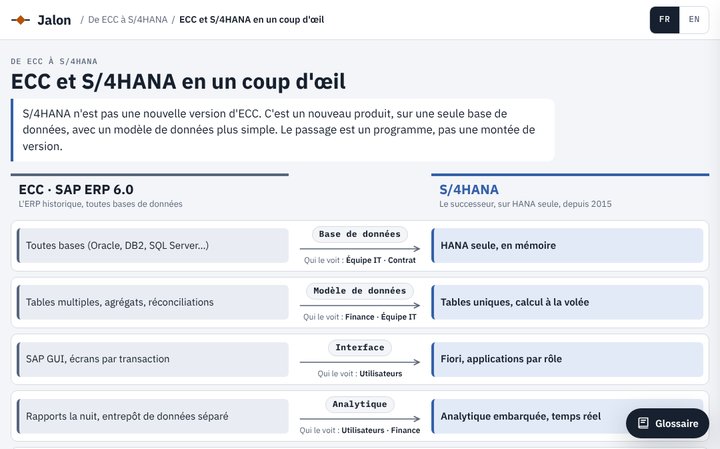 Jalon / De ECC à S/4HANA / ECC et S/4HANA en un coup d'œil
FR EN
DE ECC À S/4HANA
ECC et S/4HANA en un coup d'œil
S/4HANA n'est pas une nouvelle version d'ECC. C'est un nouveau produit, sur une seule base de
données, avec un modèle de données plus simple. Le passage est un programme, pas une montée de
version.
ECC · SAP ERP 6.0
L'ERP historique, toutes bases de données
S/4HANA
Le successeur, sur HANA seule, depuis 2015
Toutes bases (Oracle, DB2, SQL Server…)
Base de données
Qui le voit : Équipe IT · Contrat
HANA seule, en mémoire
Tables multiples, agrégats, réconciliations
Modèle de données
Qui le voit : Finance · Équipe IT
Tables uniques, calcul à la volée
SAP GUI, écrans par transaction
Interface
Qui le voit : Utilisateurs
Fiori, applications par rôle
Rapports la nuit, entrepôt de données séparé
Analytique
Qui le voit : Utilisateurs · Finance
Analytique embarquée, temps réel
Glossaire